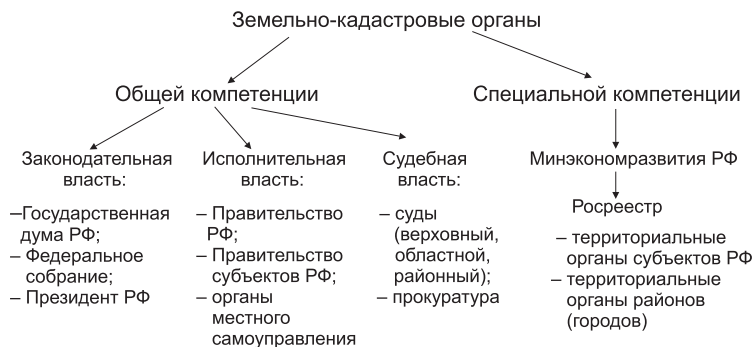 Земельно-кадастровые органы
Общей компетенции
Специальной компетенции
Законодательная
власть:
–Государственная
дума РФ;
– Федеральное
собрание;
– Президент РФ
Исполнительная
власть:
– Правительство
РФ;
– Правительство
субъектов РФ;
– органы
местного
самоуправления
Судебная
власть:
– суды
(верховный,
областной,
районный);
– прокуратура
Минэкономразвития РФ
Росреестр
– территориальные
органы субъектов РФ
– территориальные
органы районов
(городов)